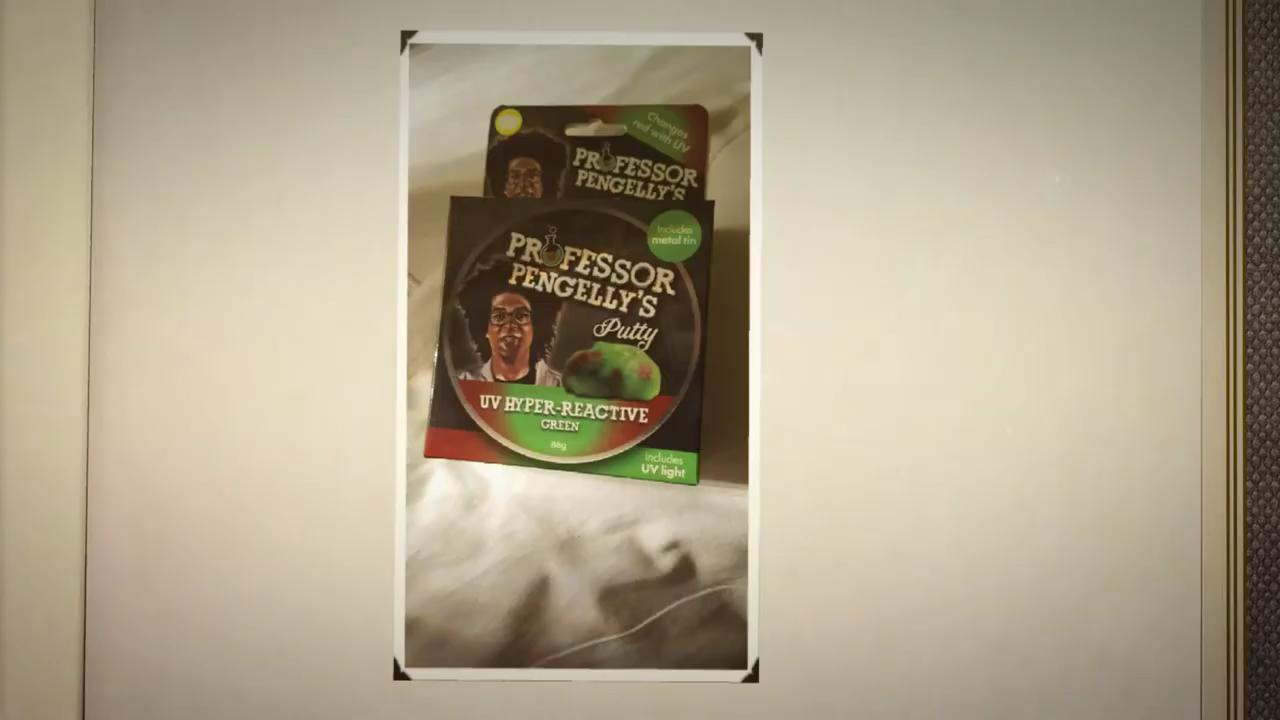 Changes
red with UV
PROFESSOR
PENGELLY'S
Includes
metal tin
PROFESSOR
PENGELLY'S
Putty
UV HYPER-REACTIVE
GREEN
88g
includes
UV light